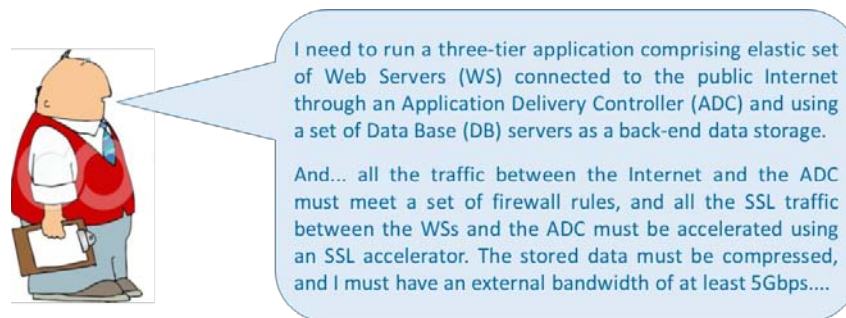 I need to run a three-tier application comprising elastic set
of Web Servers (WS) connected to the public Internet
through an Application Delivery Controller (ADC) and using
a set of Data Base (DB) servers as a back-end data storage.
And... all the traffic between the Internet and the ADC
must meet a set of firewall rules, and all the SSL traffic
between the WSs and the ADC must be accelerated using
an SSL accelerator. The stored data must be compressed,
and I must have an external bandwidth of at least 5Gbps....